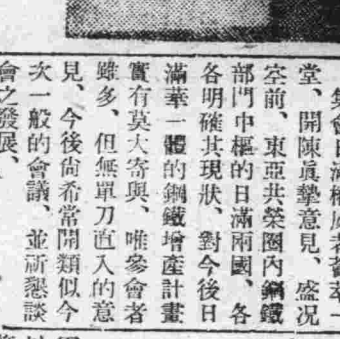 集會日滿權度者薈萃一
堂、開陳眞摯意見、盛况
空前、東亞共榮圈內鋼鐵
部門中樞的日滿兩國、各
各明確其現狀、對今後日
滿華一體的鋼鐵增產計畫
實有莫大寄與、唯參會者
雖多、但無單刀直入的意
見、今後尙希常開類似今
次一般的會議、並祈懇談
會之發展、